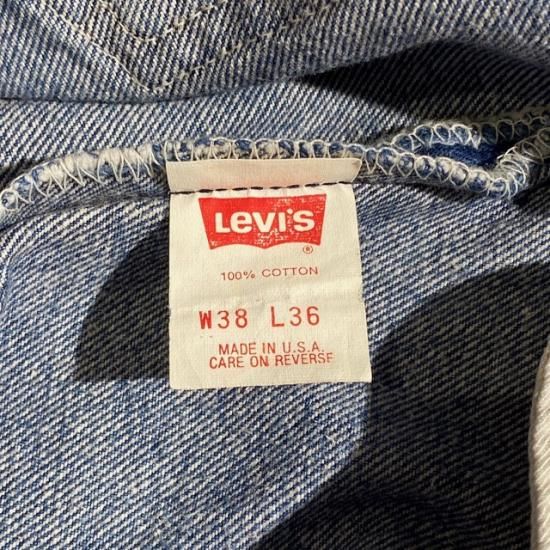 Levi's
®
100% COTTON
W38 L36
MADE IN U.S.A.
CARE ON REVERSE